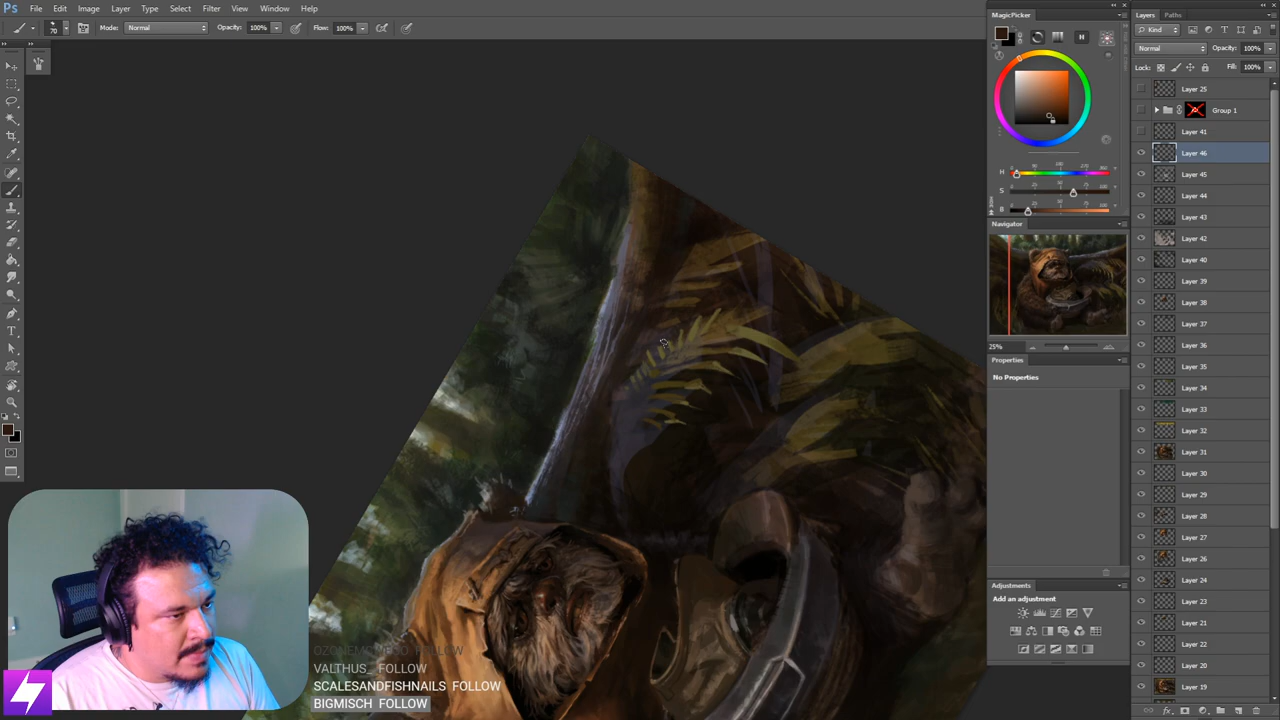 Ps File Edit Image Layer Type Select Filter View Window Help
70 Mode: Normal Opacity: 100% Flow: 100%
MagicPicker
H
H
S
B
Navigator
25%
Properties
No Properties
Adjustments
Add an adjustment
Layers Paths
Kind
Normal Opacity: 100%
Lock: Fill: 100%
Layer 25
Group 1
Layer 41
Layer 46
Layer 45
Layer 44
Layer 43
Layer 42
Layer 40
Layer 39
Layer 38
Layer 37
Layer 36
Layer 35
Layer 34
Layer 33
Layer 32
Layer 31
Layer 30
Layer 29
Layer 28
Layer 27
Layer 26
Layer 24
Layer 23
Layer 21
Layer 22
Layer 20
Layer 19
FOLLOW
VALTHUS_ FOLLOW
SCALESANDFISHNAILS FOLLOW
BIGMISCH FOLLOW